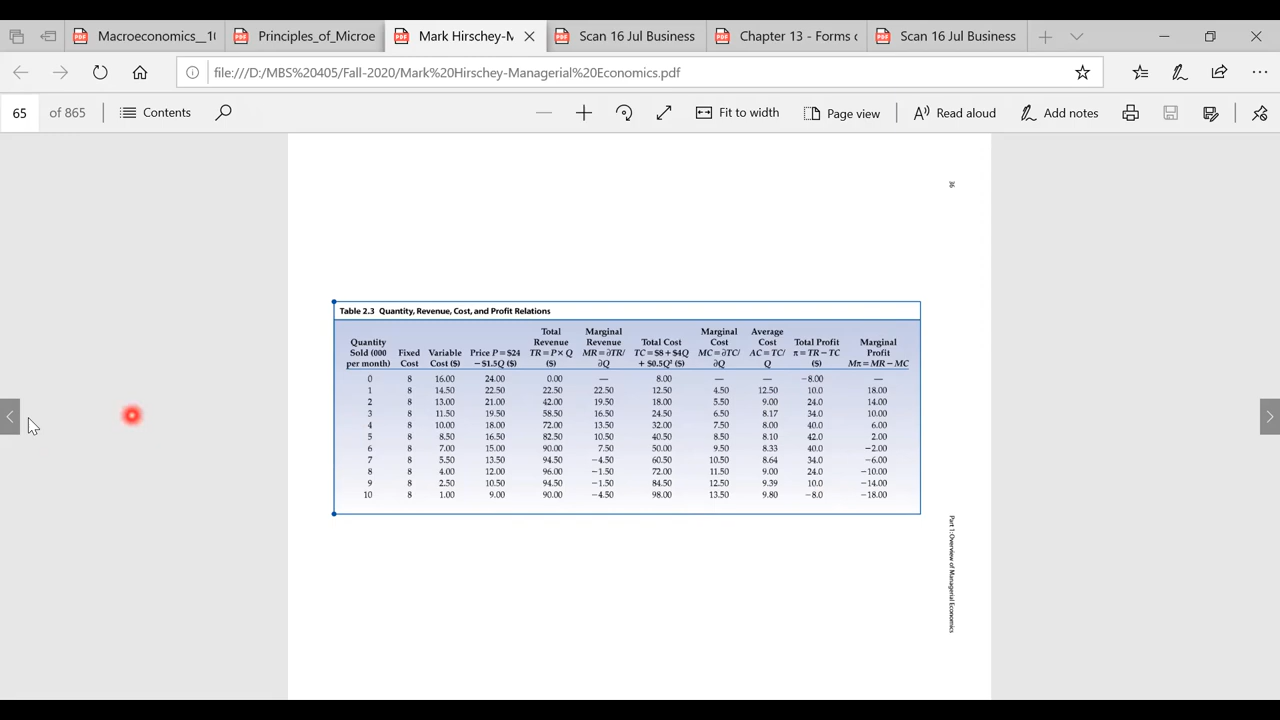 Macroeconomics__1(
Principles_of_Microe
Mark Hirschey-M
Scan 16 Jul Business
Chapter 13 - Forms o
Scan 16 Jul Business
file:///D:/MBS%20405/Fall-2020/Mark%20Hirschey-Managerial%20Economics.pdf
65 of 865 Contents Fit to width Page view Read aloud Add notes
36
Table 2.3 Quantity, Revenue, Cost, and Profit Relations
Total Marginal Marginal Average
Quantity Revenue Revenue Total Cost Cost Cost Total Profit Marginal
Sold (000 Fixed Variable Price P = $24 TR = P × Q MR = ∂TR/ TC = $8 + $4Q MC = ∂TC/ AC = TC/ π = TR − TC Profit
per month) Cost Cost ($) − $1.5Q ($) ($) ∂Q + $0.5Q² ($) ∂Q Q ($) Mπ = MR − MC
0 8 16.00 24.00 0.00 — 8.00 — — −8.00 —
1 8 14.50 22.50 22.50 22.50 12.50 4.50 12.50 10.0 18.00
2 8 13.00 21.00 42.00 19.50 18.00 5.50 9.00 24.0 14.00
3 8 11.50 19.50 58.50 16.50 24.50 6.50 8.17 34.0 10.00
4 8 10.00 18.00 72.00 13.50 32.00 7.50 8.00 40.0 6.00
5 8 8.50 16.50 82.50 10.50 40.50 8.50 8.10 42.0 2.00
6 8 7.00 15.00 90.00 7.50 50.00 9.50 8.33 40.0 −2.00
7 8 5.50 13.50 94.50 −4.50 60.50 10.50 8.64 34.0 −6.00
8 8 4.00 12.00 96.00 −1.50 72.00 11.50 9.00 24.0 −10.00
9 8 2.50 10.50 94.50 −1.50 84.50 12.50 9.39 10.0 −14.00
10 8 1.00 9.00 90.00 −4.50 98.00 13.50 9.80 −8.0 −18.00
Part 1: Overview of Managerial Economics